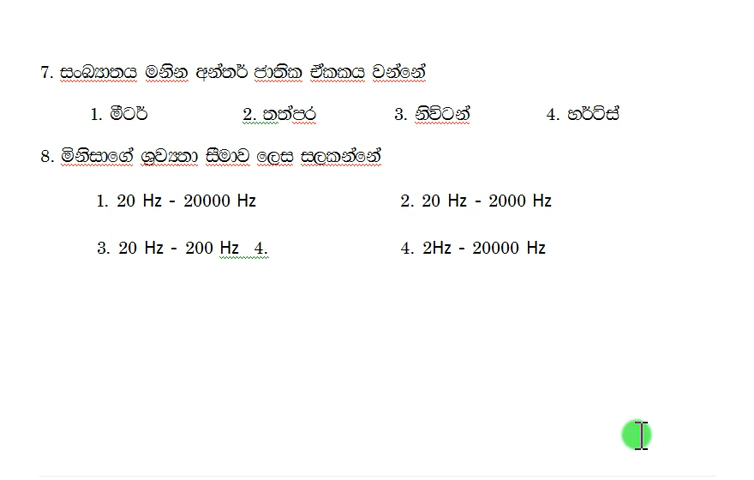 7. සංඛ්‍යාතය මනින අන්තර් ජාතික ඒකකය වන්නේ
1. මීටර් 2. තත්පර 3. නිව්ටන් 4. හර්ට්ස්
8. මිනිසාගේ ශ්‍රව්‍යතා සීමාව ලෙස සලකන්නේ
1. 20 Hz - 20000 Hz 2. 20 Hz - 2000 Hz
3. 20 Hz - 200 Hz 4. 4. 2Hz - 20000 Hz